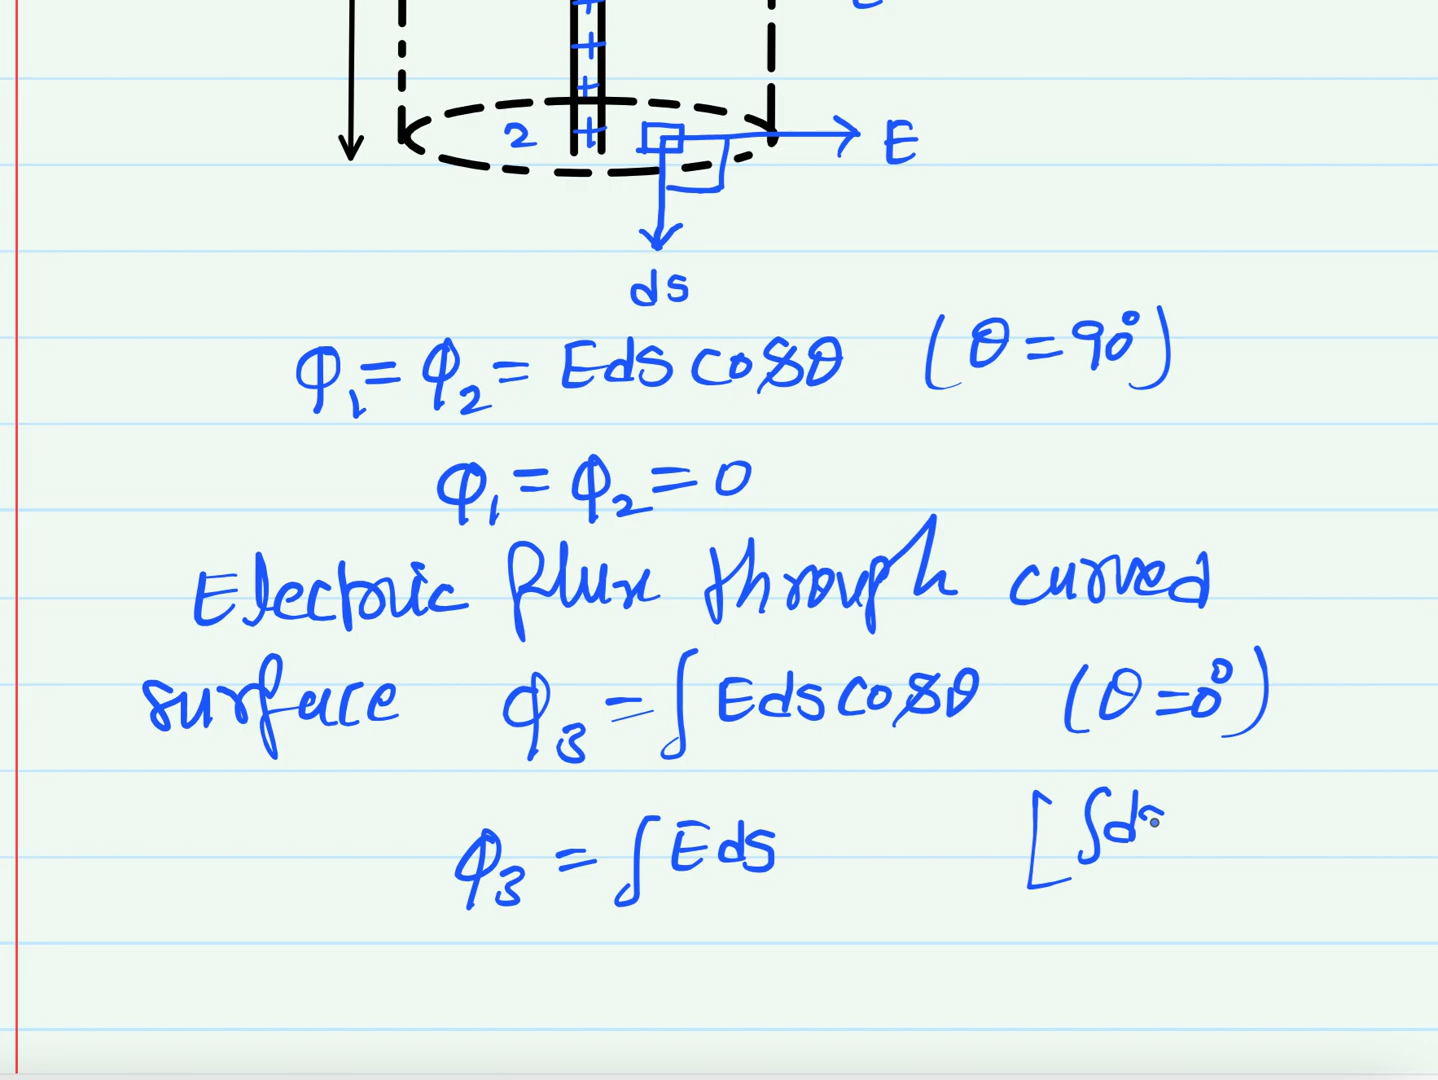 +
+
+
+
2
E
ds
ϕ₁ = ϕ₂ = Eds cosθ (θ = 90°)
ϕ₁ = ϕ₂ = 0
Electric flux through curved
surface ϕ₃ = ∫Eds cosθ (θ = 0°)
ϕ₃ = ∫Eds [∫ds